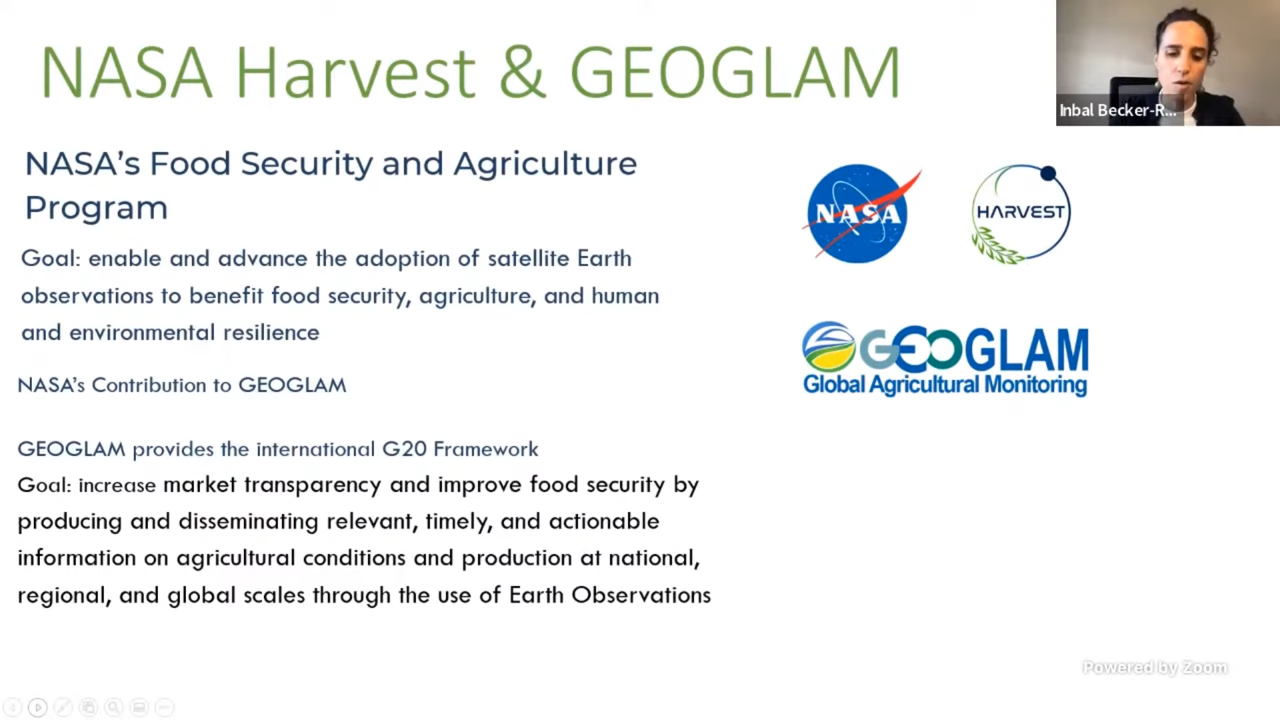 NASA Harvest & GEOGLAM
Inbal Becker-R...
NASA's Food Security and Agriculture
Program
Goal: enable and advance the adoption of satellite Earth
observations to benefit food security, agriculture, and human
and environmental resilience
NASA's Contribution to GEOGLAM
GEOGLAM provides the international G20 Framework
Goal: increase market transparency and improve food security by
producing and disseminating relevant, timely, and actionable
information on agricultural conditions and production at national,
regional, and global scales through the use of Earth Observations
NASA
HARVEST
GEOGLAM
Global Agricultural Monitoring
Powered by Zoom